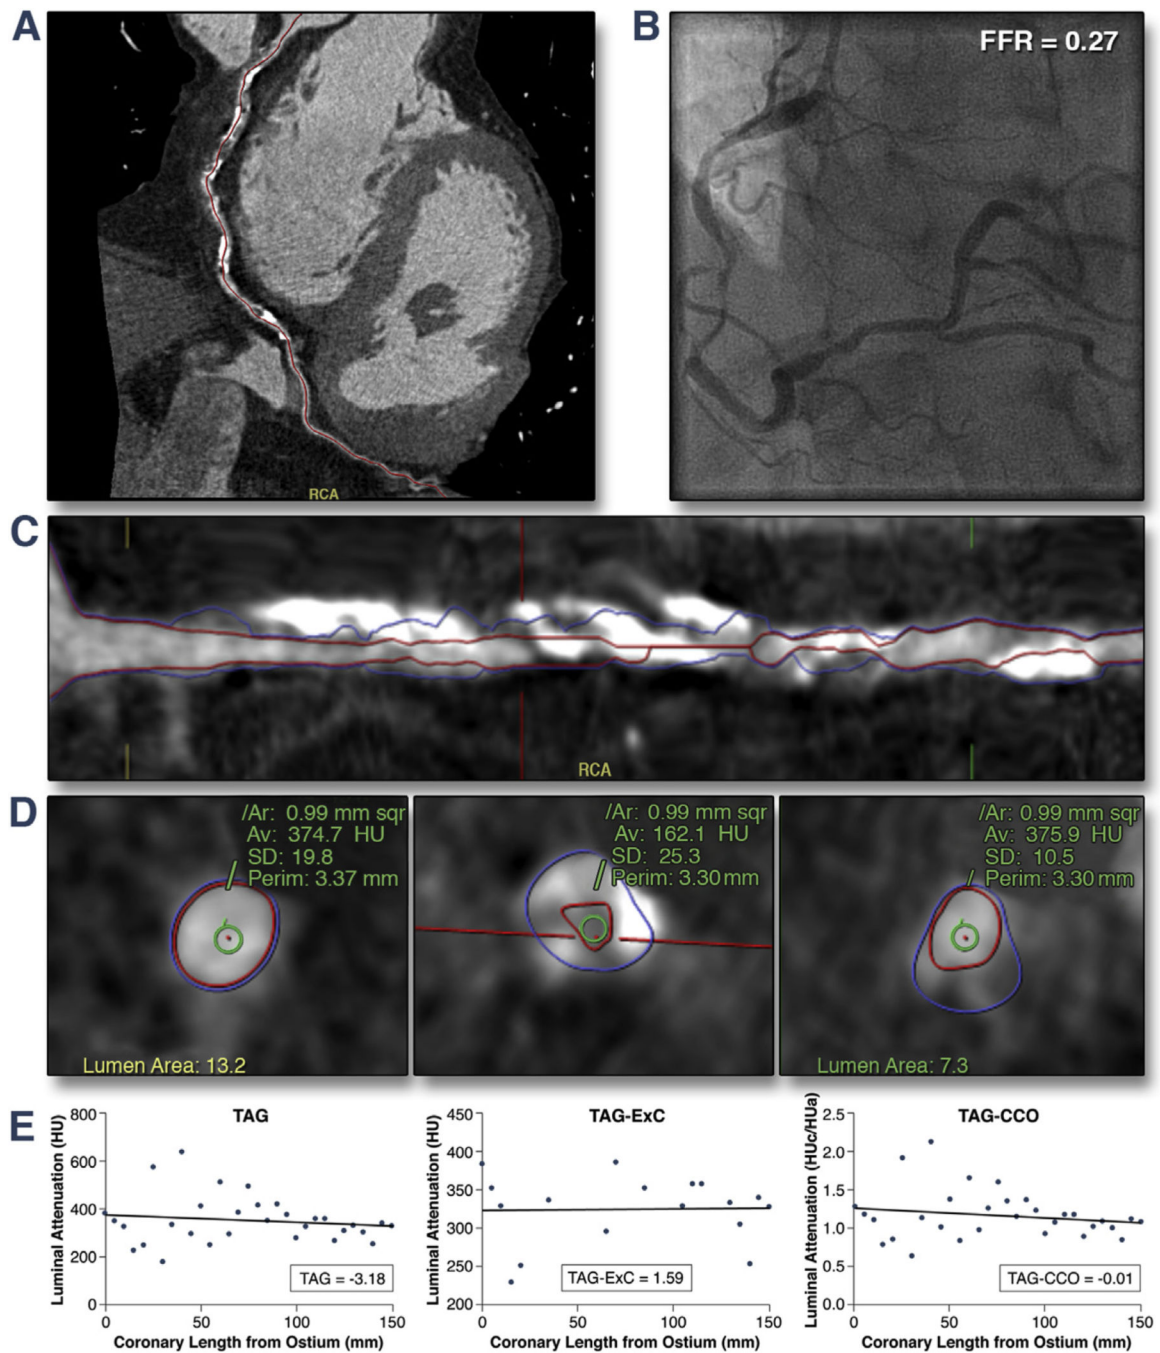 A
RCA
B
FFR = 0.27
C
RCA
D
/Ar: 0.99 mm sqr
Av: 374.7 HU
SD: 19.8
Perim: 3.37 mm
Lumen Area: 13.2
/Ar: 0.99 mm sqr
Av: 162.1 HU
SD: 25.3
Perim: 3.30 mm
/Ar: 0.99 mm sqr
Av: 375.9 HU
SD: 10.5
Perim: 3.30 mm
Lumen Area: 7.3
E
TAG
Luminal Attenuation (HU)
800
600
400
200
0
TAG = -3.18
0 50 100 150
Coronary Length from Ostium (mm)
TAG-ExC
Luminal Attenuation (HU)
450
400
350
300
250
200
TAG-ExC = 1.59
0 50 100 150
Coronary Length from Ostium (mm)
TAG-CCO
Luminal Attenuation (HUc/HUa)
2.5
2.0
1.5
1.0
0.5
0.0
TAG-CCO = -0.01
0 50 100 150
Coronary Length from Ostium (mm)